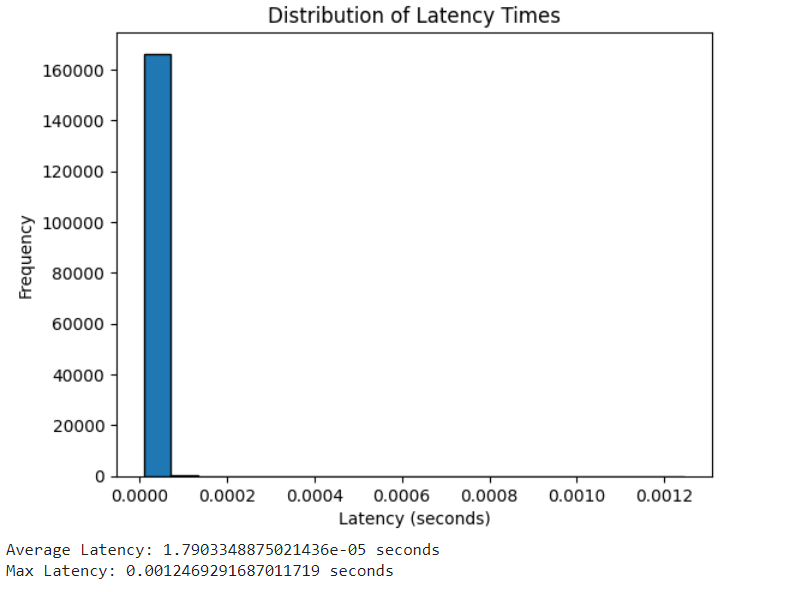 Distribution of Latency Times
160000
140000
120000
100000
80000
60000
40000
20000
0
Frequency
0.0000 0.0002 0.0004 0.0006 0.0008 0.0010 0.0012
Latency (seconds)
Average Latency: 1.7903348875021436e-05 seconds
Max Latency: 0.0012469291687011719 seconds